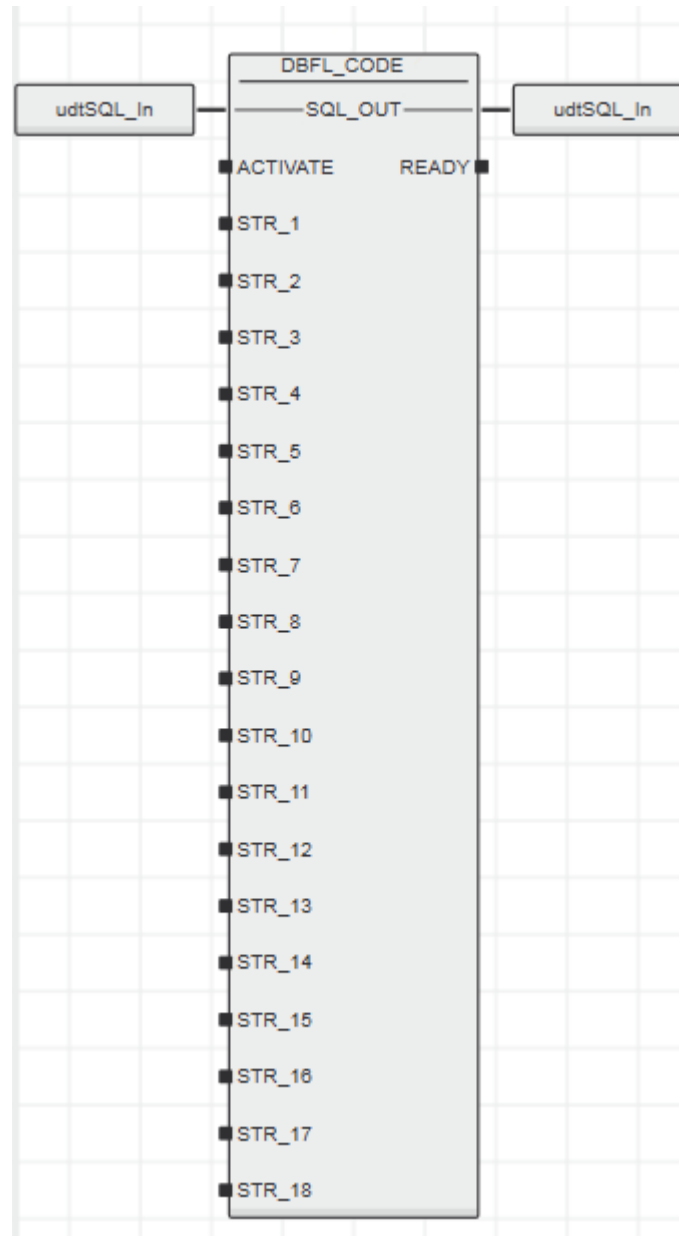 DBFL_CODE
udtSQL_In SQL_OUT udtSQL_In
ACTIVATE READY
STR_1
STR_2
STR_3
STR_4
STR_5
STR_6
STR_7
STR_8
STR_9
STR_10
STR_11
STR_12
STR_13
STR_14
STR_15
STR_16
STR_17
STR_18